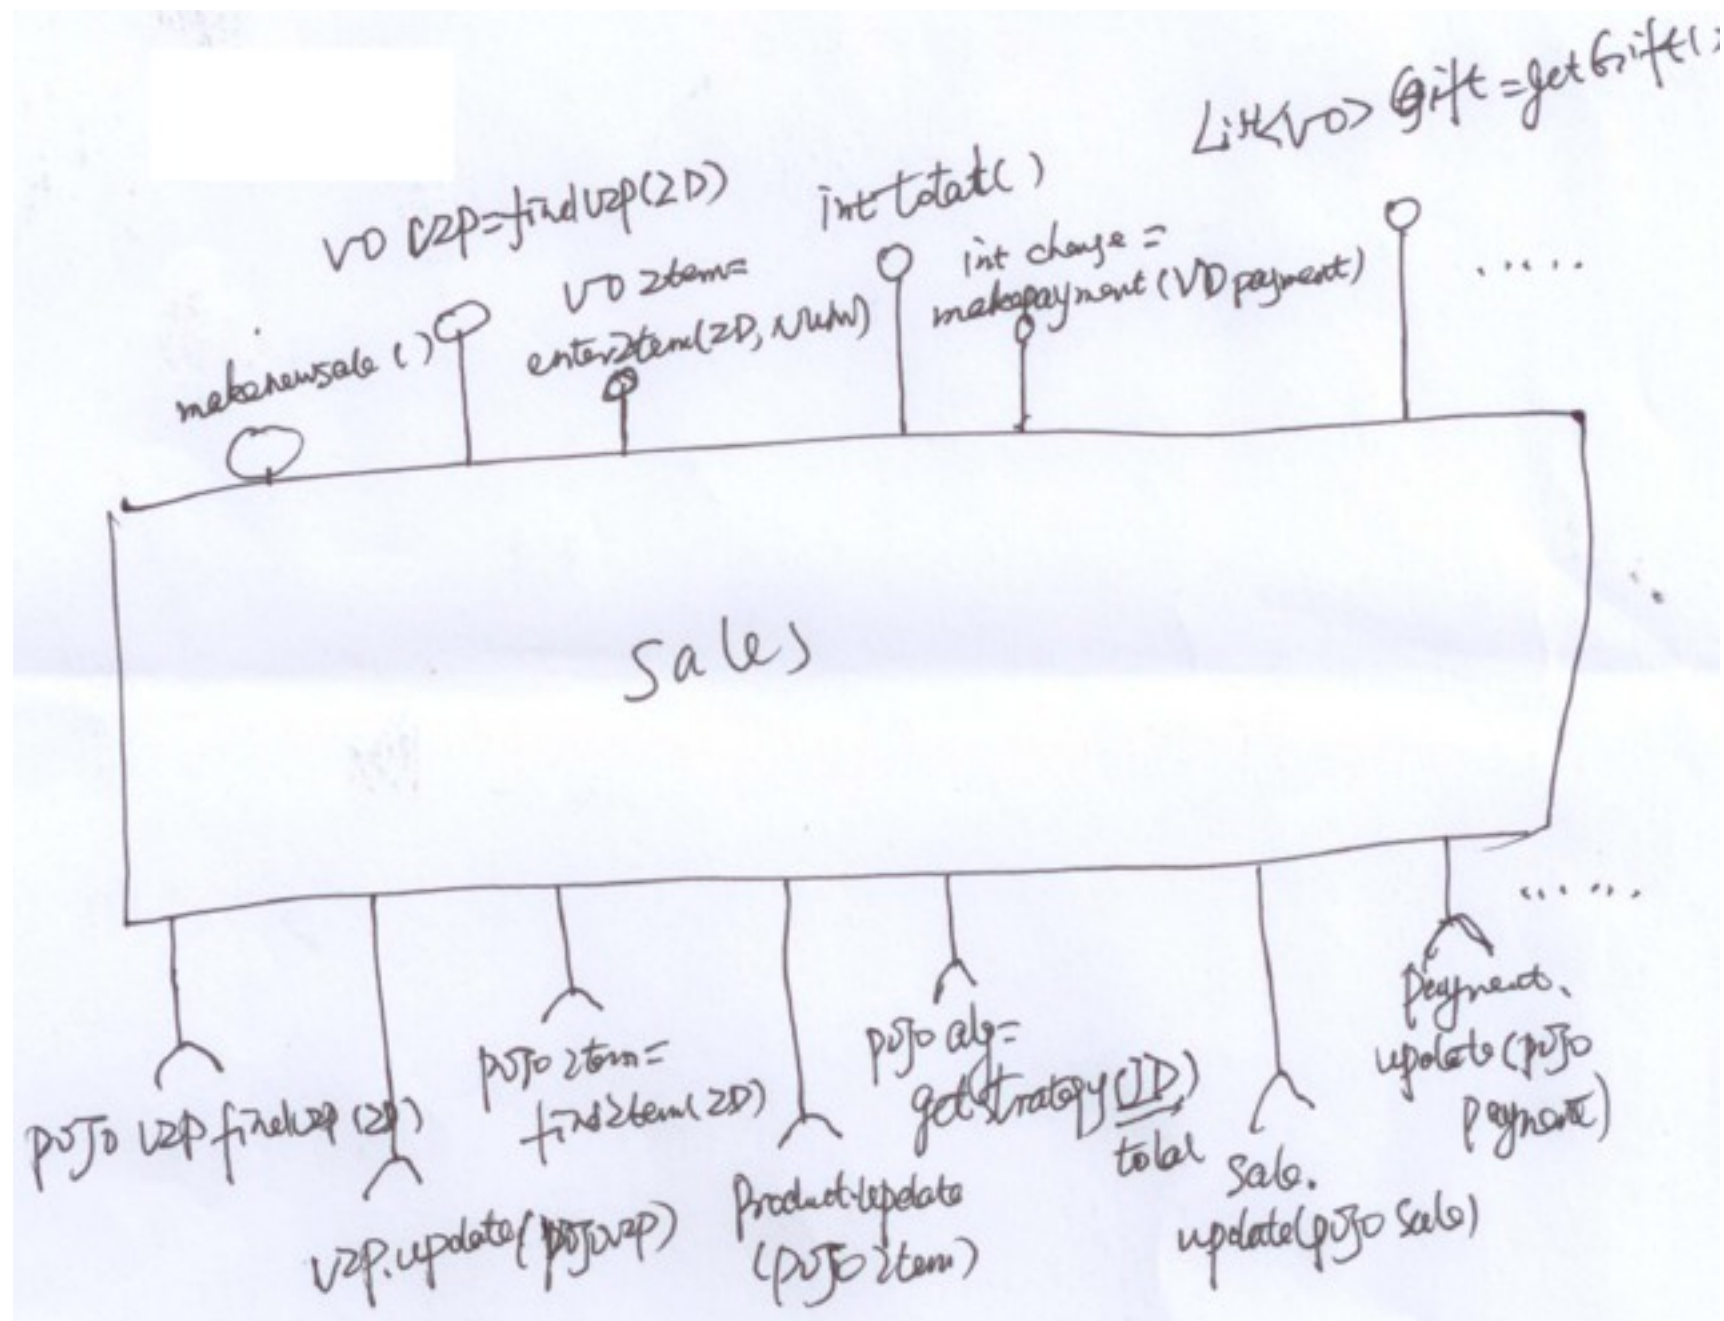 List<VO> Gift=getGift()
VO VIP=findVIP(ID)
int total()
VO Item=
enterItem(ID, NUM)
int change =
makepayment(VO payment)
makenewsale ()
......
Sales
......
POJO VIP findVIP(ID)
VIP.update(POJOVIP)
POJO Item=
findItem(ID)
Product.update
(POJO Item)
POJO alg=
getStrategy(ID)
total
Sale.
update(POJO Sale)
Payment.
update(POJO
Payment)